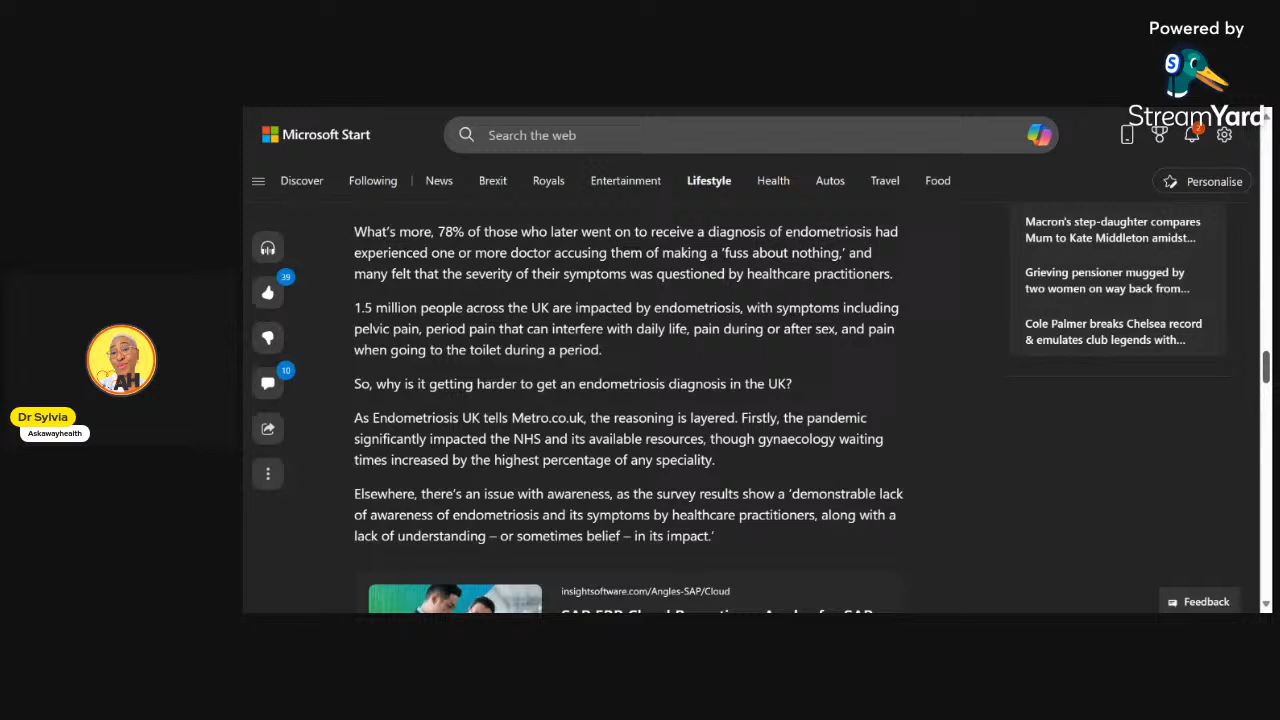 Powered by
S
StreamYard
Microsoft Start
Search the web
2
Discover
Following
News
Brexit
Royals
Entertainment
Lifestyle
Health
Autos
Travel
Food
Personalise
What's more, 78% of those who later went on to receive a diagnosis of endometriosis had
experienced one or more doctor accusing them of making a 'fuss about nothing,' and
many felt that the severity of their symptoms was questioned by healthcare practitioners.
1.5 million people across the UK are impacted by endometriosis, with symptoms including
pelvic pain, period pain that can interfere with daily life, pain during or after sex, and pain
when going to the toilet during a period.
So, why is it getting harder to get an endometriosis diagnosis in the UK?
As Endometriosis UK tells Metro.co.uk, the reasoning is layered. Firstly, the pandemic
significantly impacted the NHS and its available resources, though gynaecology waiting
times increased by the highest percentage of any speciality.
Elsewhere, there's an issue with awareness, as the survey results show a 'demonstrable lack
of awareness of endometriosis and its symptoms by healthcare practitioners, along with a
lack of understanding – or sometimes belief – in its impact.'
39
10
Macron's step-daughter compares
Mum to Kate Middleton amidst...
Grieving pensioner mugged by
two women on way back from...
Cole Palmer breaks Chelsea record
& emulates club legends with...
AH
Dr Sylvia
Askawayhealth
insightsoftware.com/Angles-SAP/Cloud
SAP ERP Cloud Reporting - Angles for SAP
Feedback